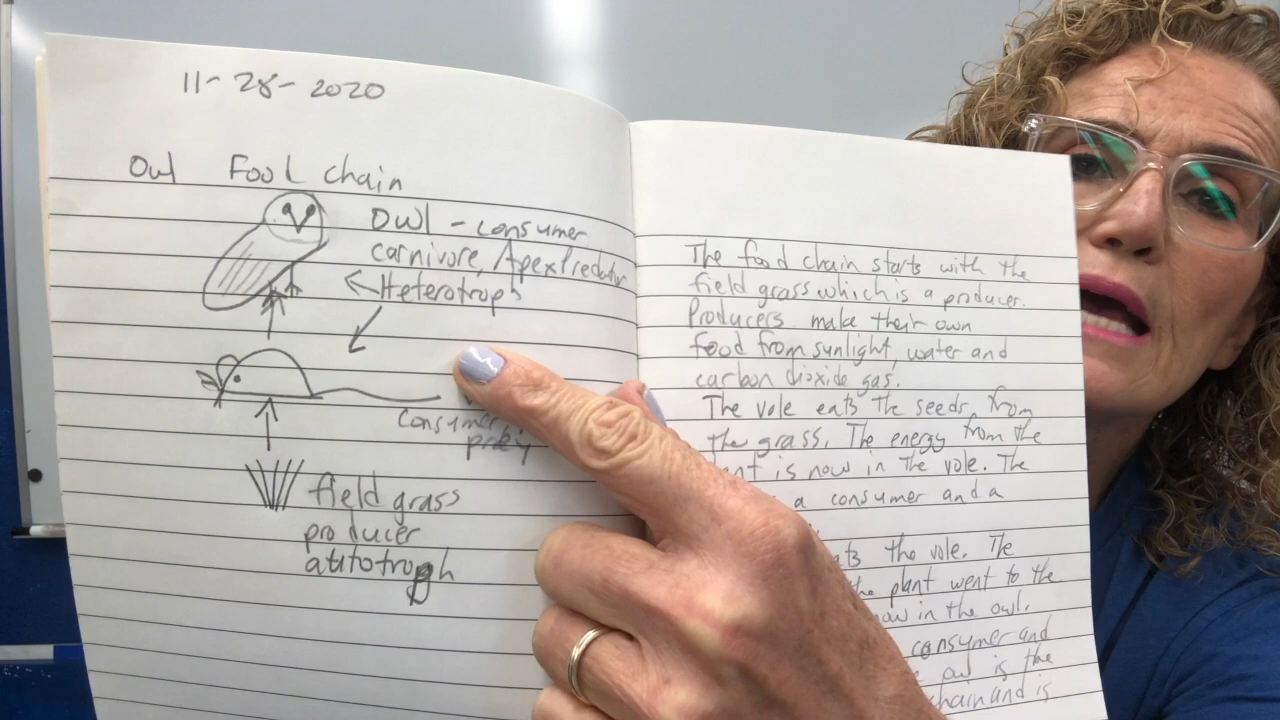 11-28-2020
Owl Food chain
Owl - consumer
carnivore, Apex Predator
Heterotroph
Consumer
prey
field grass
producer
autotroph
The food chain starts with the
field grass which is a producer.
Producers make their own
food from sunlight, water and
carbon dioxide gas.
The vole eats the seeds from
the grass. The energy from the
is now in the vole. The
a consumer and a
the vole. The
the plant went to the
now in the owl.
consumer and
owl is the
chain and is